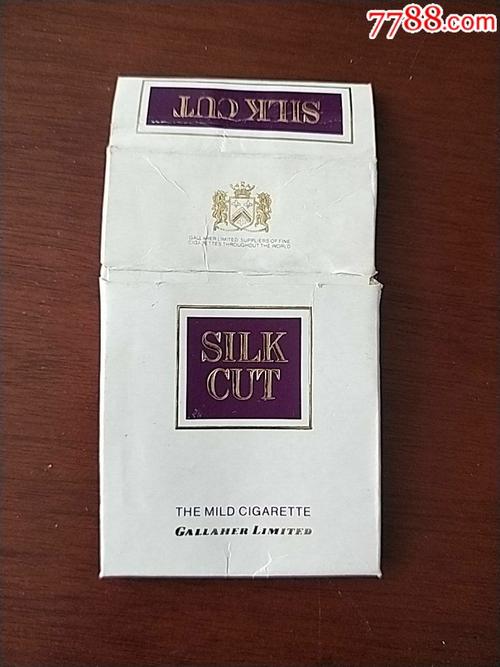 7788.com
SILK CUT
GALLAHER LIMITED SUPPLIERS OF FINE
CIGARETTES THROUGHOUT THE WORLD
SILK
CUT
THE MILD CIGARETTE
GALLAHER LIMITED